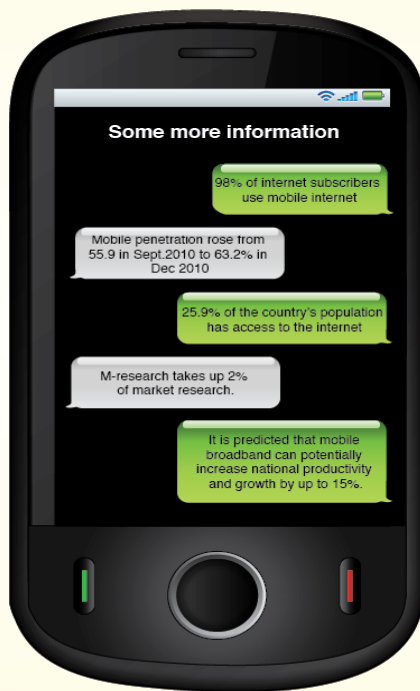 Some more information
98% of internet subscribers
use mobile internet
Mobile penetration rose from
55.9 in Sept.2010 to 63.2% in
Dec 2010
25.9% of the country's population
has access to the internet
M-research takes up 2%
of market research.
It is predicted that mobile
broadband can potentially
increase national productivity
and growth by up to 15%.